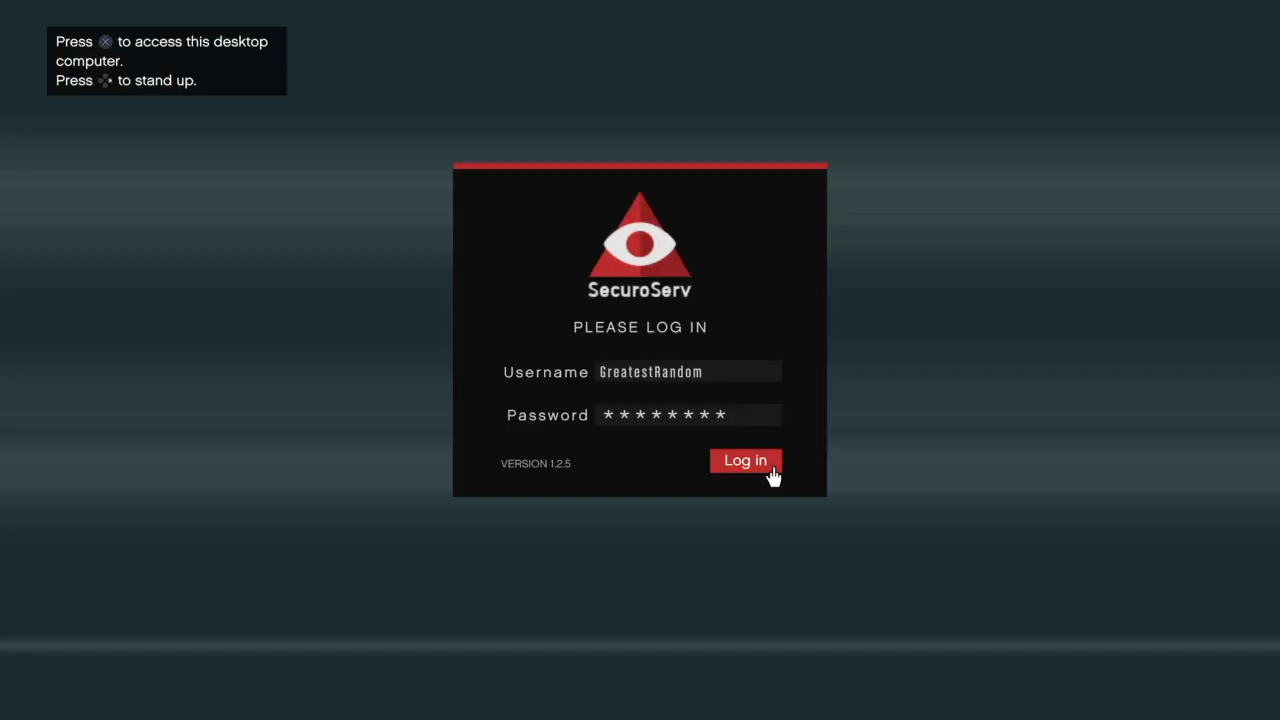 Press to access this desktop
computer.
Press to stand up.
SecuroServ
PLEASE LOG IN
Username GreatestRandom
Password ********
VERSION 1.2.5
Log in